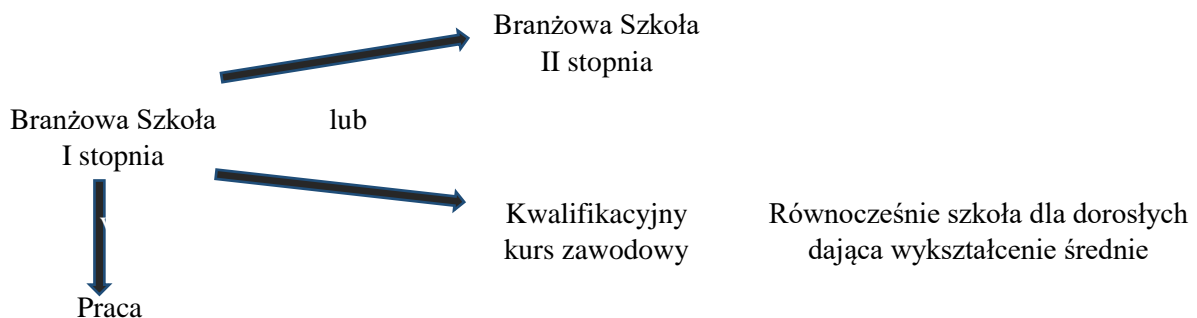 Branżowa Szkoła
II stopnia
Branżowa Szkoła lub
I stopnia
Kwalifikacyjny Równocześnie szkoła dla dorosłych
kurs zawodowy dająca wykształcenie średnie
Praca